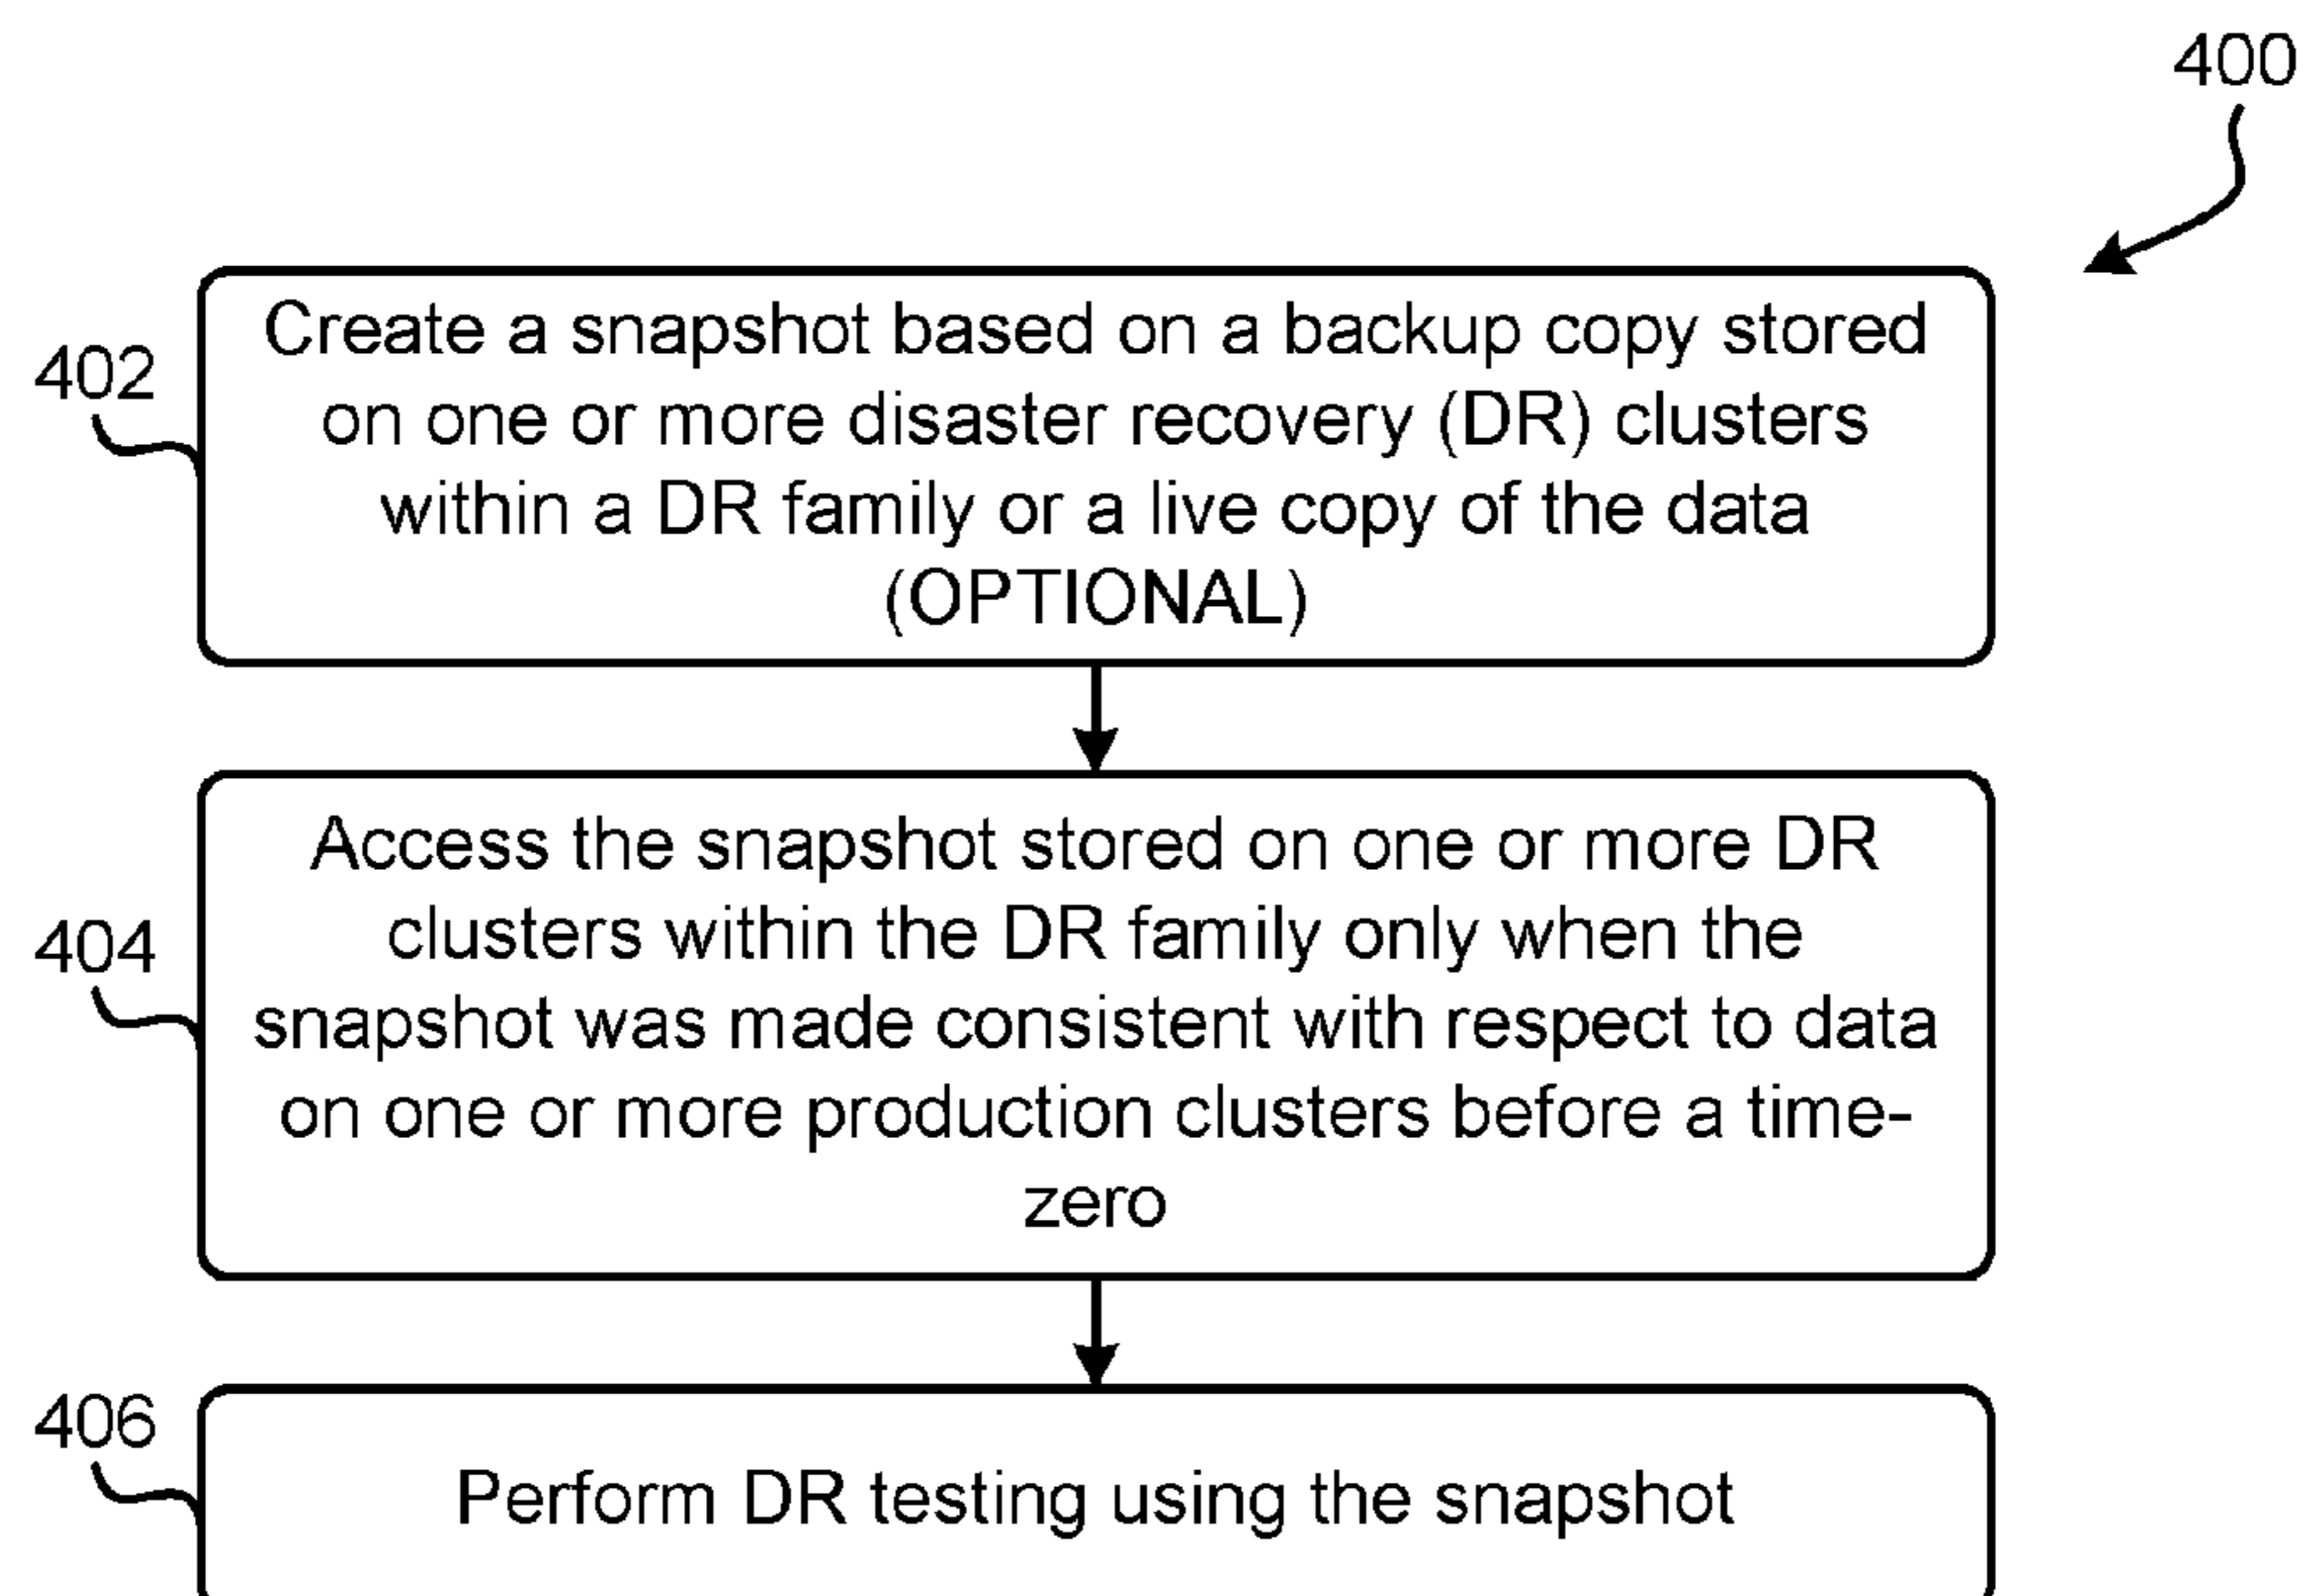 400
402
Create a snapshot based on a backup copy stored
on one or more disaster recovery (DR) clusters
within a DR family or a live copy of the data
(OPTIONAL)
404
Access the snapshot stored on one or more DR
clusters within the DR family only when the
snapshot was made consistent with respect to data
on one or more production clusters before a time-
zero
406
Perform DR testing using the snapshot